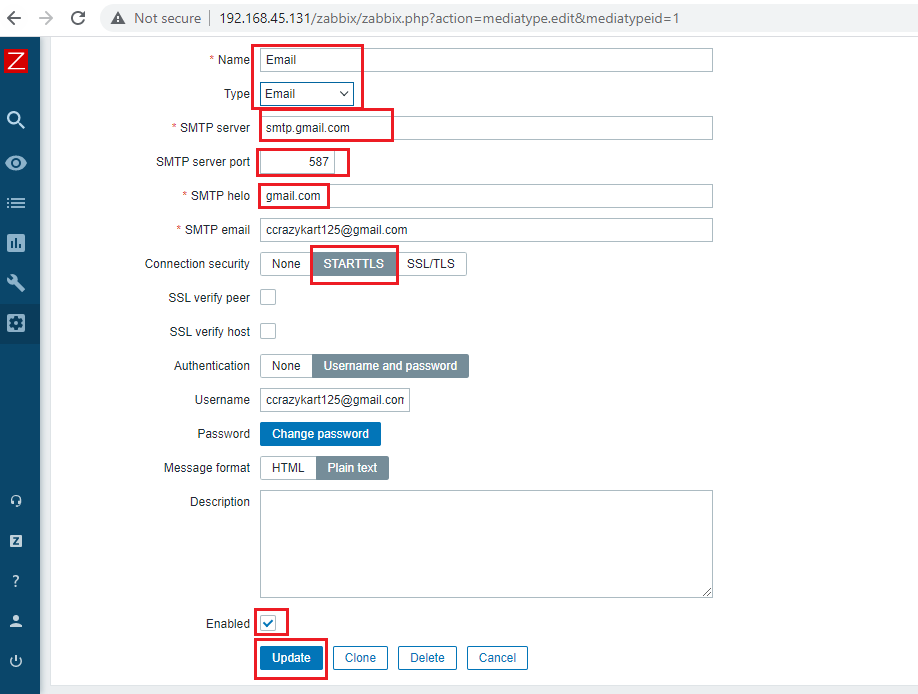 Not secure | 192.168.45.131/zabbix/zabbix.php?action=mediatype.edit&mediatypeid=1
Z
* Name Email
Type Email
* SMTP server smtp.gmail.com
SMTP server port 587
* SMTP helo gmail.com
* SMTP email ccrazykart125@gmail.com
Connection security None STARTTLS SSL/TLS
SSL verify peer
SSL verify host
Authentication None Username and password
Username ccrazykart125@gmail.com
Password Change password
Message format HTML Plain text
Description
Z
?
Enabled
Update Clone Delete Cancel